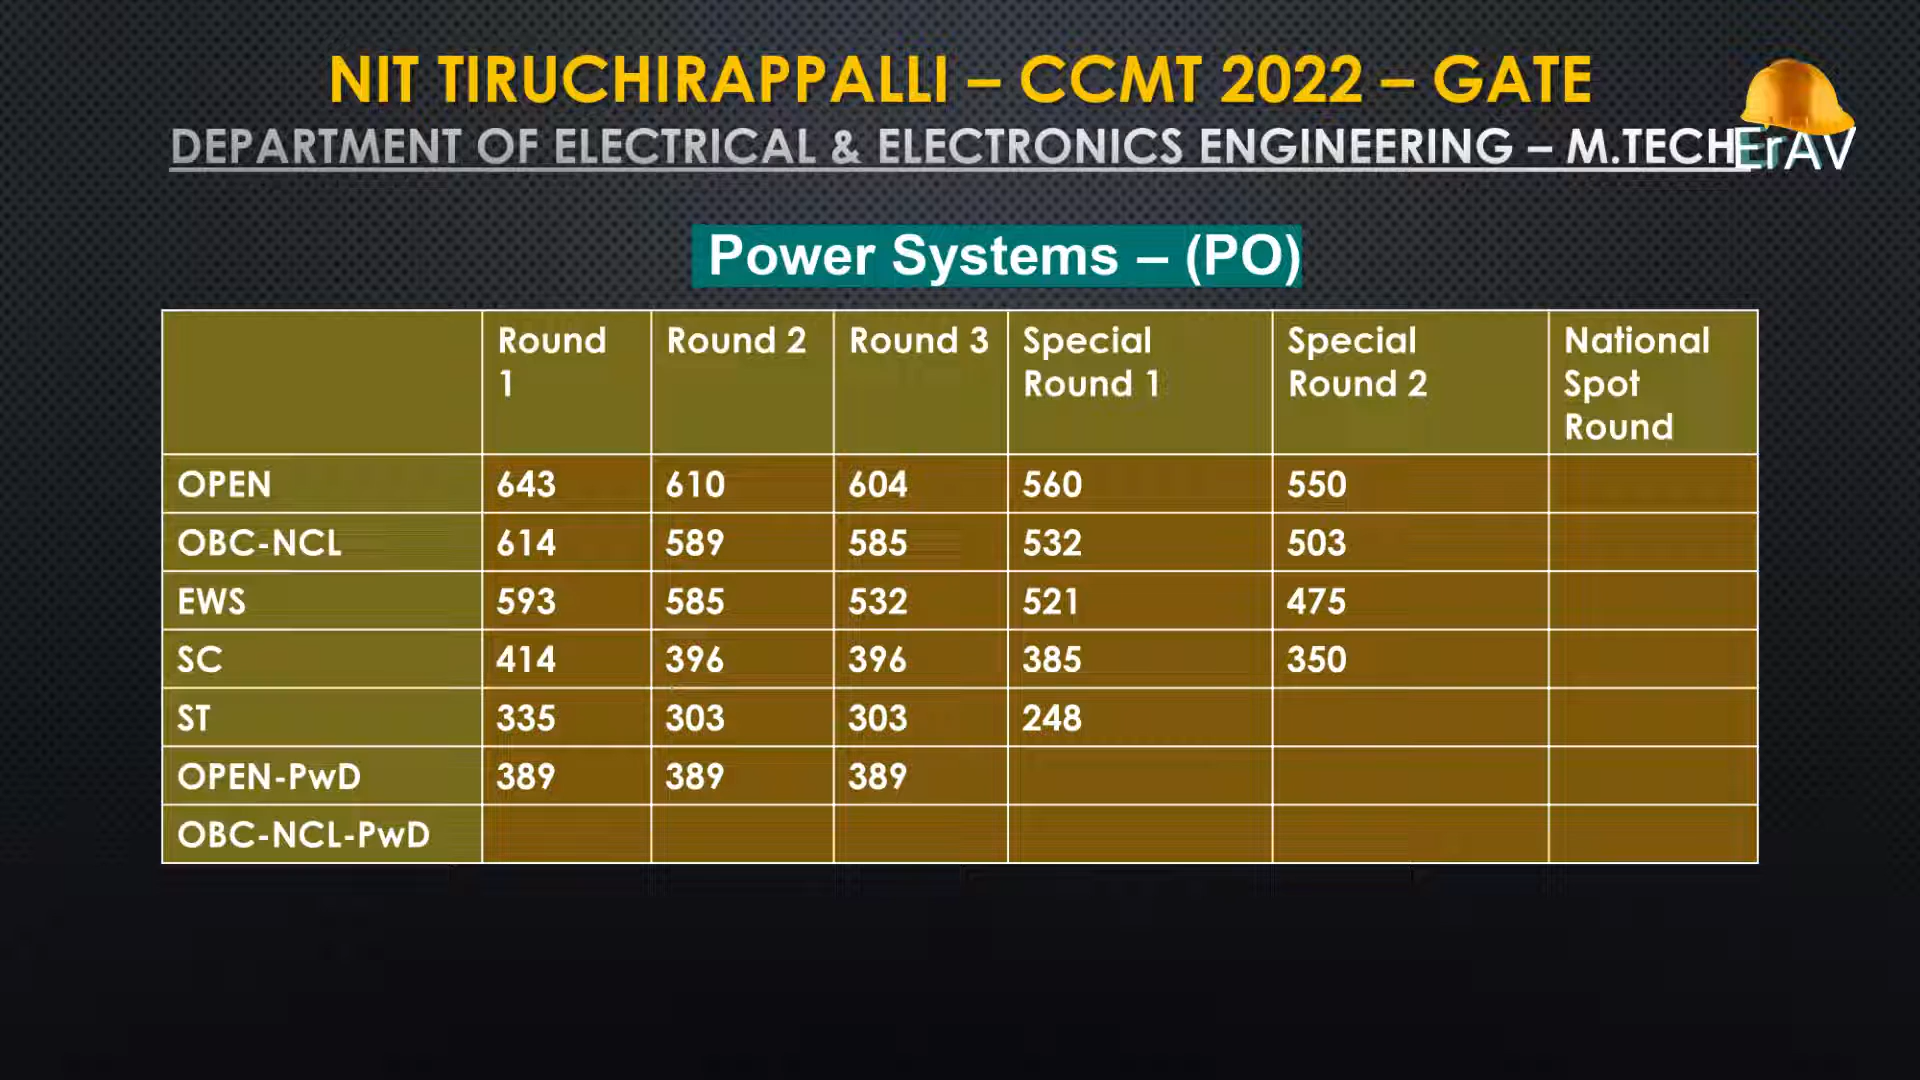 NIT TIRUCHIRAPPALLI – CCMT 2022 – GATE
DEPARTMENT OF ELECTRICAL & ELECTRONICS ENGINEERING – M.TECH
ErAV
Power Systems – (PO)
Round 1 Round 2 Round 3 Special Round 1 Special Round 2 National Spot Round
OPEN 643 610 604 560 550
OBC-NCL 614 589 585 532 503
EWS 593 585 532 521 475
SC 414 396 396 385 350
ST 335 303 303 248
OPEN-PwD 389 389 389
OBC-NCL-PwD